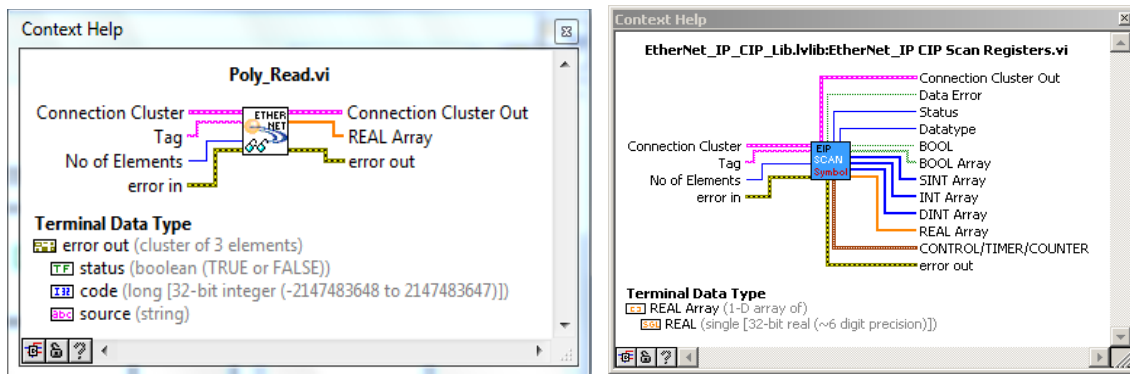 Context Help
Poly_Read.vi
Connection Cluster
Tag
No of Elements
error in
ETHER
NET
Connection Cluster Out
REAL Array
error out
Terminal Data Type
error out (cluster of 3 elements)
TF status (boolean (TRUE or FALSE))
I32 code (long [32-bit integer (-2147483648 to 2147483647)])
abc source (string)
?
Context Help
EtherNet_IP_CIP_Lib.lvlib:EtherNet_IP CIP Scan Registers.vi
Connection Cluster
Tag
No of Elements
error in
EIP
SCAN
Symbol
Connection Cluster Out
Data Error
Status
Datatype
BOOL
BOOL Array
SINT Array
INT Array
DINT Array
REAL Array
CONTROL/TIMER/COUNTER
error out
Terminal Data Type
REAL Array (1-D array of)
SGL REAL (single [32-bit real (~6 digit precision)])
?